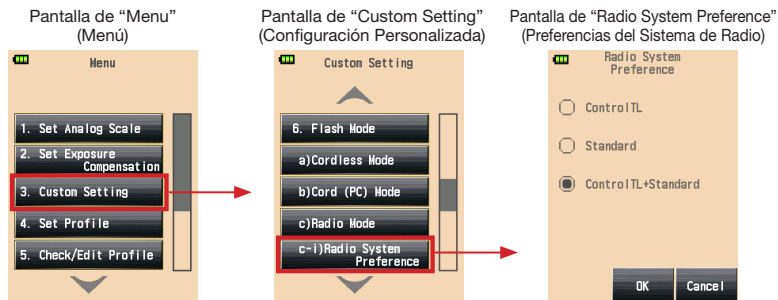 Pantalla de “Menu”
(Menú)
Menu
1. Set Analog Scale
2. Set Exposure
Compensation
3. Custom Setting
4. Set Profile
5. Check/Edit Profile
Pantalla de “Custom Setting”
(Configuración Personalizada)
Custom Setting
6. Flash Mode
a)Cordless Mode
b)Cord (PC) Mode
c)Radio Mode
c-i)Radio System
Preference
Pantalla de “Radio System Preference”
(Preferencias del Sistema de Radio)
Radio System
Preference
ControlTL
Standard
ControlTL+Standard
OK Cancel